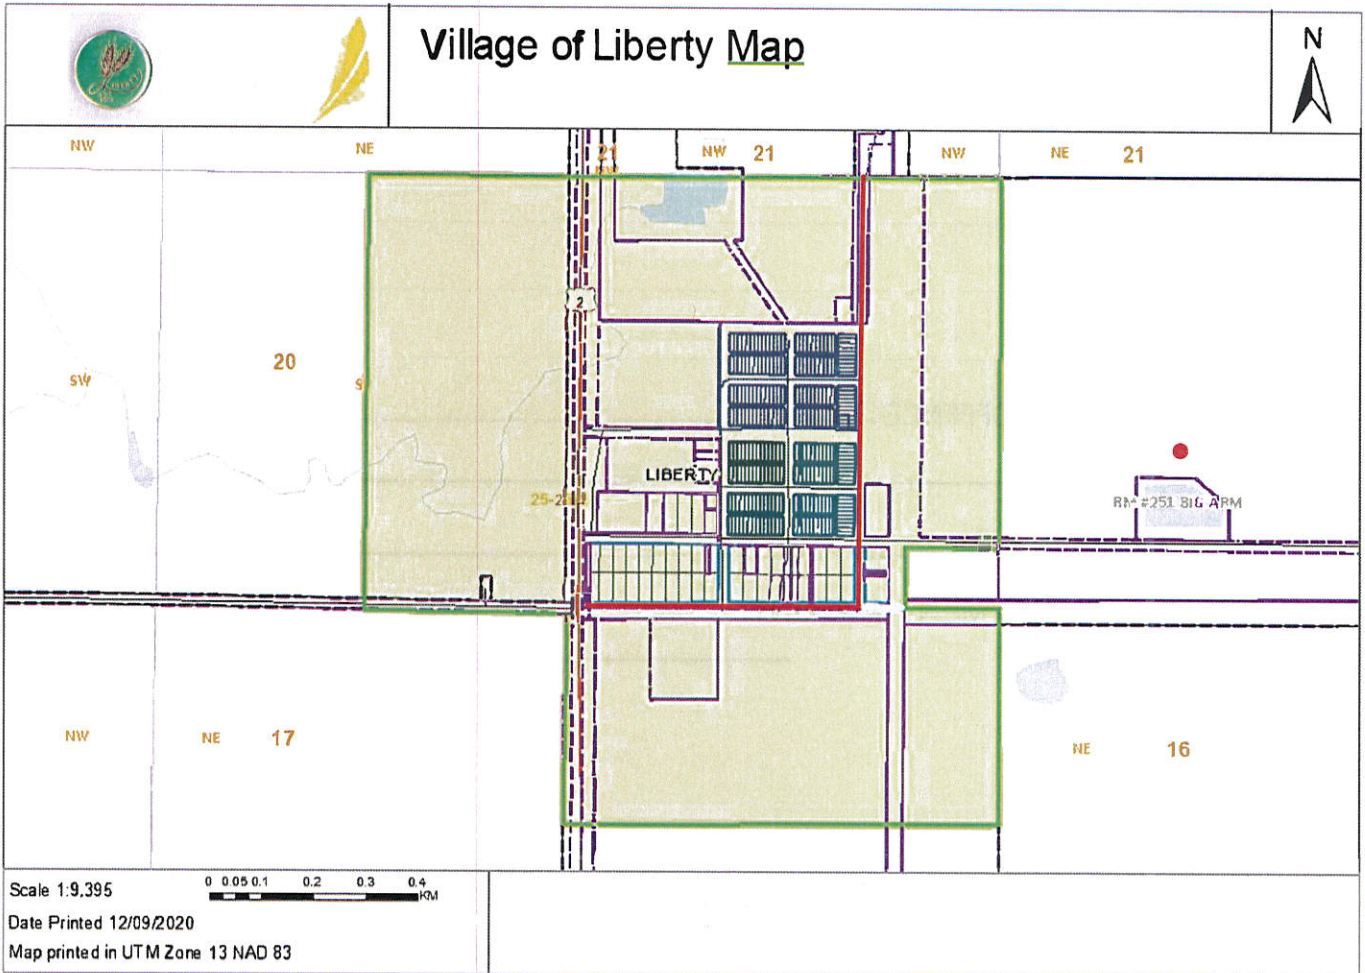 Village of Liberty Map
N
LIBERTY
NW
NE
21
NW
21
NW
NE
21
2
20
SW
S
LIBERTY
RM #251 BIG ARM
NW
NE
17
NE
16
Scale 1:9,395
0 0.05 0.1 0.2 0.3 0.4
KM
Date Printed 12/09/2020
Map printed in UTM Zone 13 NAD 83